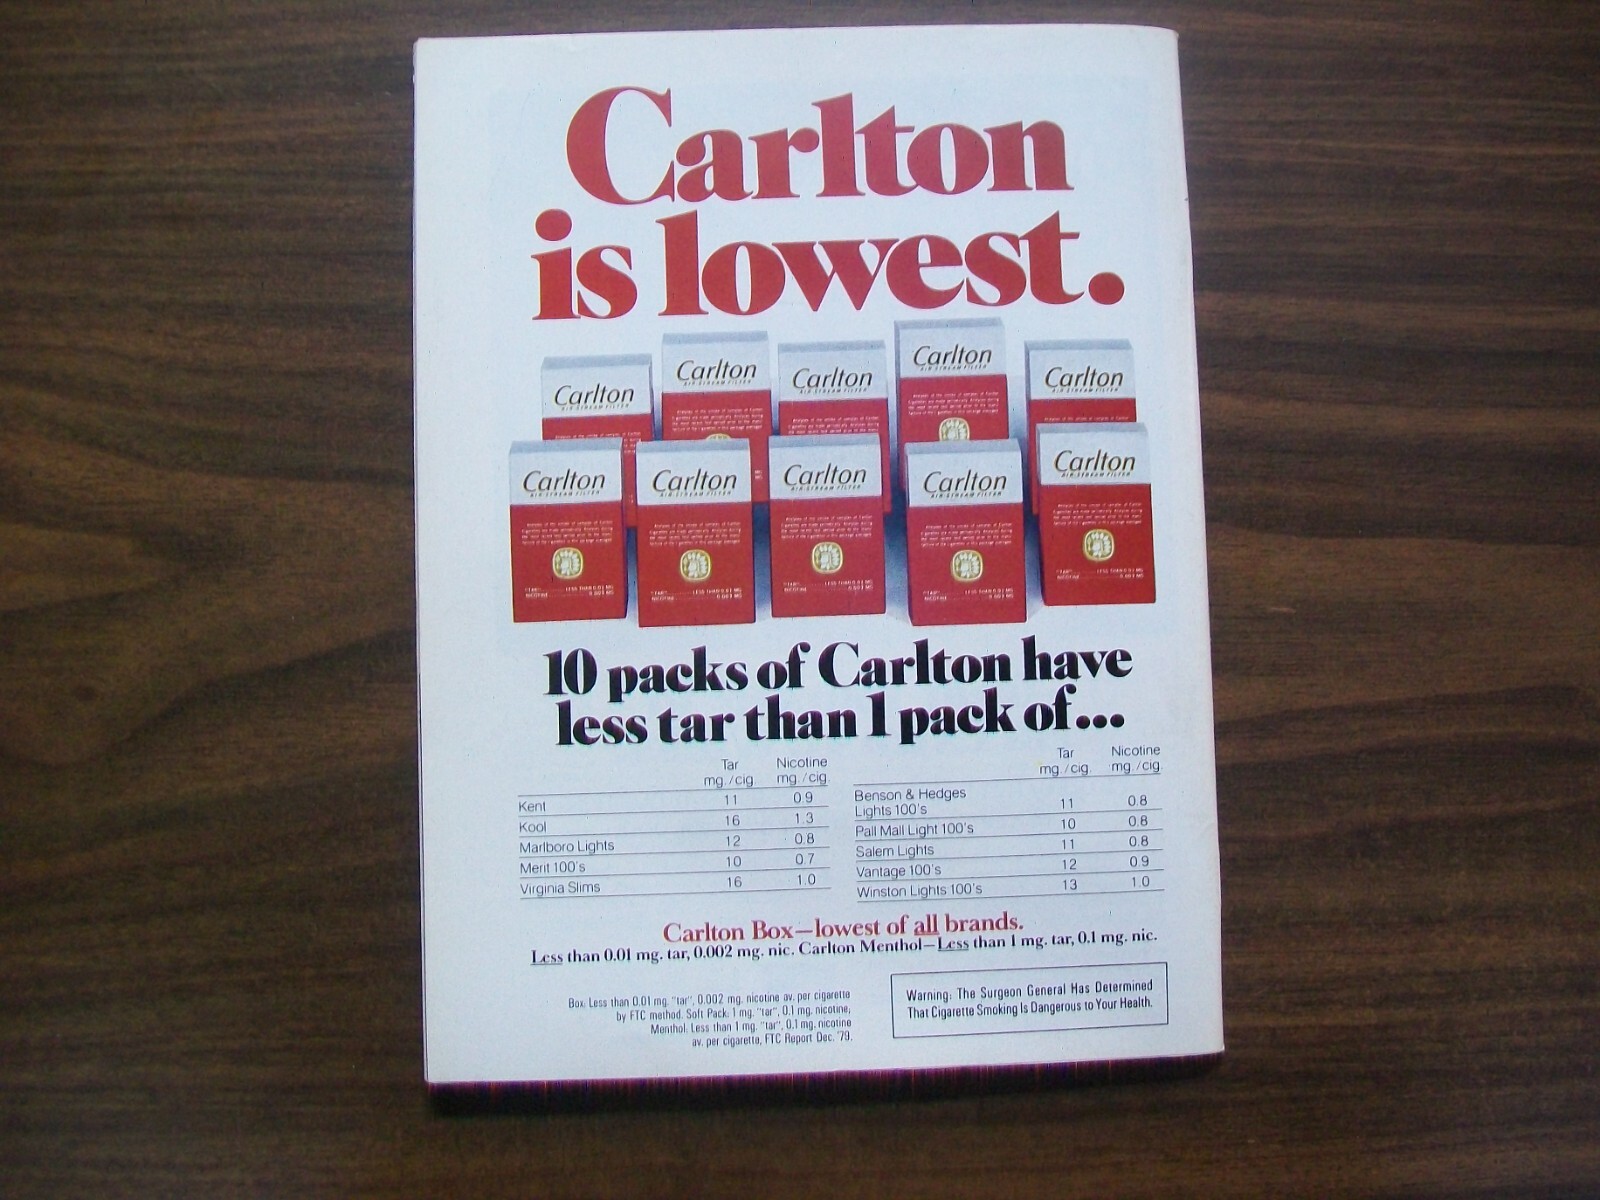 Carlton
is lowest.
Carlton
Carlton
Carlton
Carlton
Carlton
Carlton
Carlton
Carlton
Carlton
Carlton
10 packs of Carlton have
less tar than 1 pack of...
Tar Nicotine
mg./cig. mg./cig.
Kent 11 0.9
Kool 16 1.3
Marlboro Lights 12 0.8
Merit 100's 10 0.7
Virginia Slims 16 1.0
Tar Nicotine
mg./cig. mg./cig.
Benson & Hedges
Lights 100's 11 0.8
Pall Mall Light 100's 10 0.8
Salem Lights 11 0.8
Vantage 100's 12 0.9
Winston Lights 100's 13 1.0
Carlton Box—lowest of all brands.
Less than 0.01 mg. tar, 0.002 mg. nic. Carlton Menthol—Less than 1 mg. tar, 0.1 mg. nic.
Box: Less than 0.01 mg. "tar", 0.002 mg. nicotine av. per cigarette
by FTC method. Soft Pack: 1 mg. "tar", 0.1 mg. nicotine,
Menthol: Less than 1 mg. "tar", 0.1 mg. nicotine
av. per cigarette, FTC Report Dec. '79.
Warning: The Surgeon General Has Determined
That Cigarette Smoking Is Dangerous to Your Health.